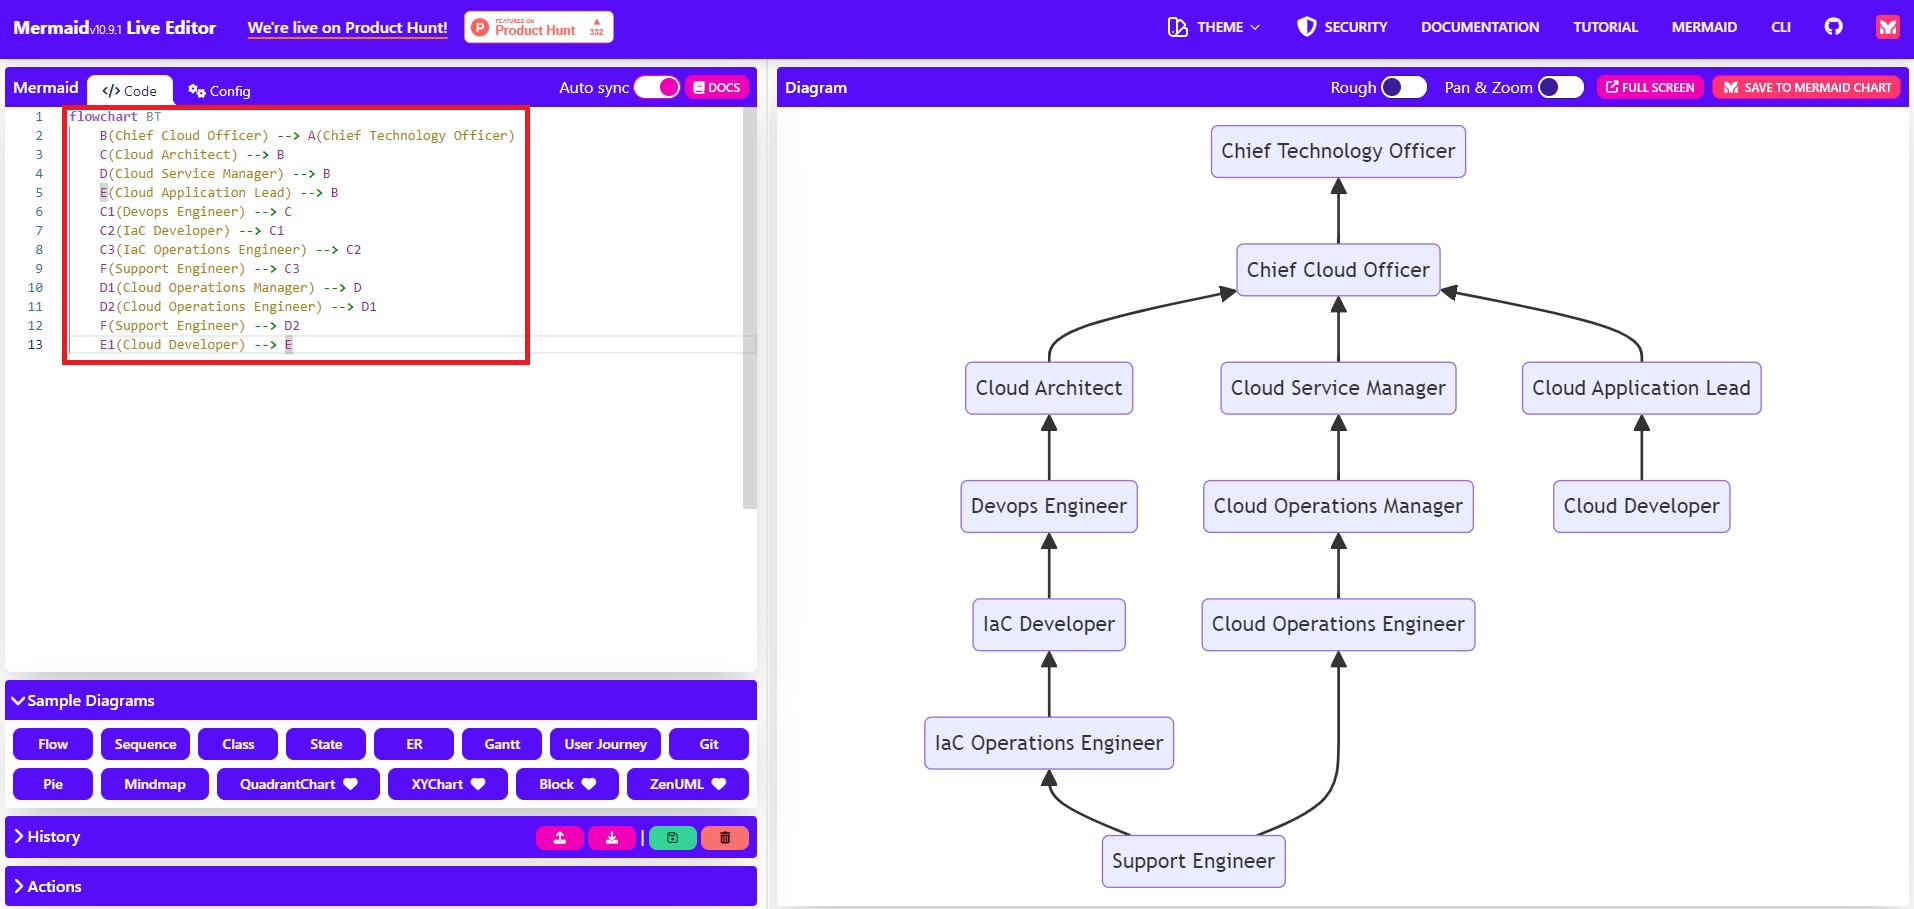 Mermaid v10.9.1 Live Editor
We're live on Product Hunt!
FEATURED ON
Product Hunt
332
THEME
SECURITY
DOCUMENTATION
TUTORIAL
MERMAID
CLI
Mermaid
</> Code
Config
Auto sync
DOCS
1 flowchart BT
2 B(Chief Cloud Officer) --> A(Chief Technology Officer)
3 C(Cloud Architect) --> B
4 D(Cloud Service Manager) --> B
5 E(Cloud Application Lead) --> B
6 C1(Devops Engineer) --> C
7 C2(IaC Developer) --> C1
8 C3(IaC Operations Engineer) --> C2
9 F(Support Engineer) --> C3
10 D1(Cloud Operations Manager) --> D
11 D2(Cloud Operations Engineer) --> D1
12 F(Support Engineer) --> D2
13 E1(Cloud Developer) --> E
Sample Diagrams
Flow
Sequence
Class
State
ER
Gantt
User Journey
Git
Pie
Mindmap
QuadrantChart
XYChart
Block
ZenUML
History
Actions
Diagram
Rough
Pan & Zoom
FULL SCREEN
SAVE TO MERMAID CHART
Chief Technology Officer
Chief Cloud Officer
Cloud Architect
Cloud Service Manager
Cloud Application Lead
Devops Engineer
Cloud Operations Manager
Cloud Developer
IaC Developer
Cloud Operations Engineer
IaC Operations Engineer
Support Engineer